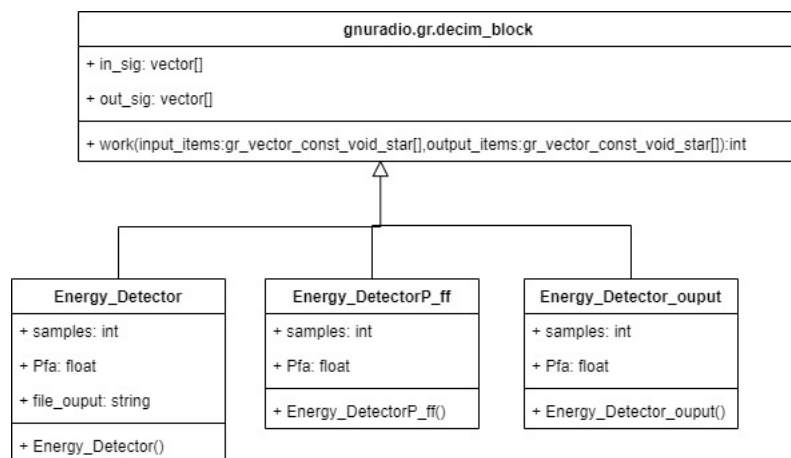 gnuradio.gr.decim_block
+ in_sig: vector[]
+ out_sig: vector[]
+ work(input_items:gr_vector_const_void_star[],output_items:gr_vector_const_void_star[]):int
Energy_Detector
+ samples: int
+ Pfa: float
+ file_ouput: string
+ Energy_Detector()
Energy_DetectorP_ff
+ samples: int
+ Pfa: float
+ Energy_DetectorP_ff()
Energy_Detector_ouput
+ samples: int
+ Pfa: float
+ Energy_Detector_ouput()